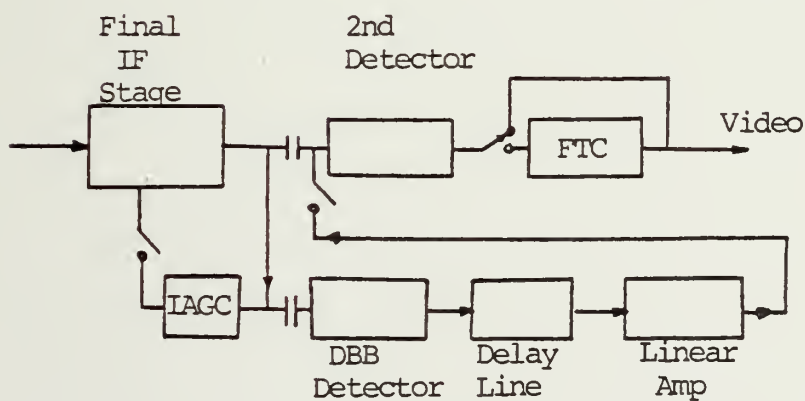 Final
IF
Stage
2nd
Detector
FTC
Video
IAGC
DBB
Detector
Delay
Line
Linear
Amp